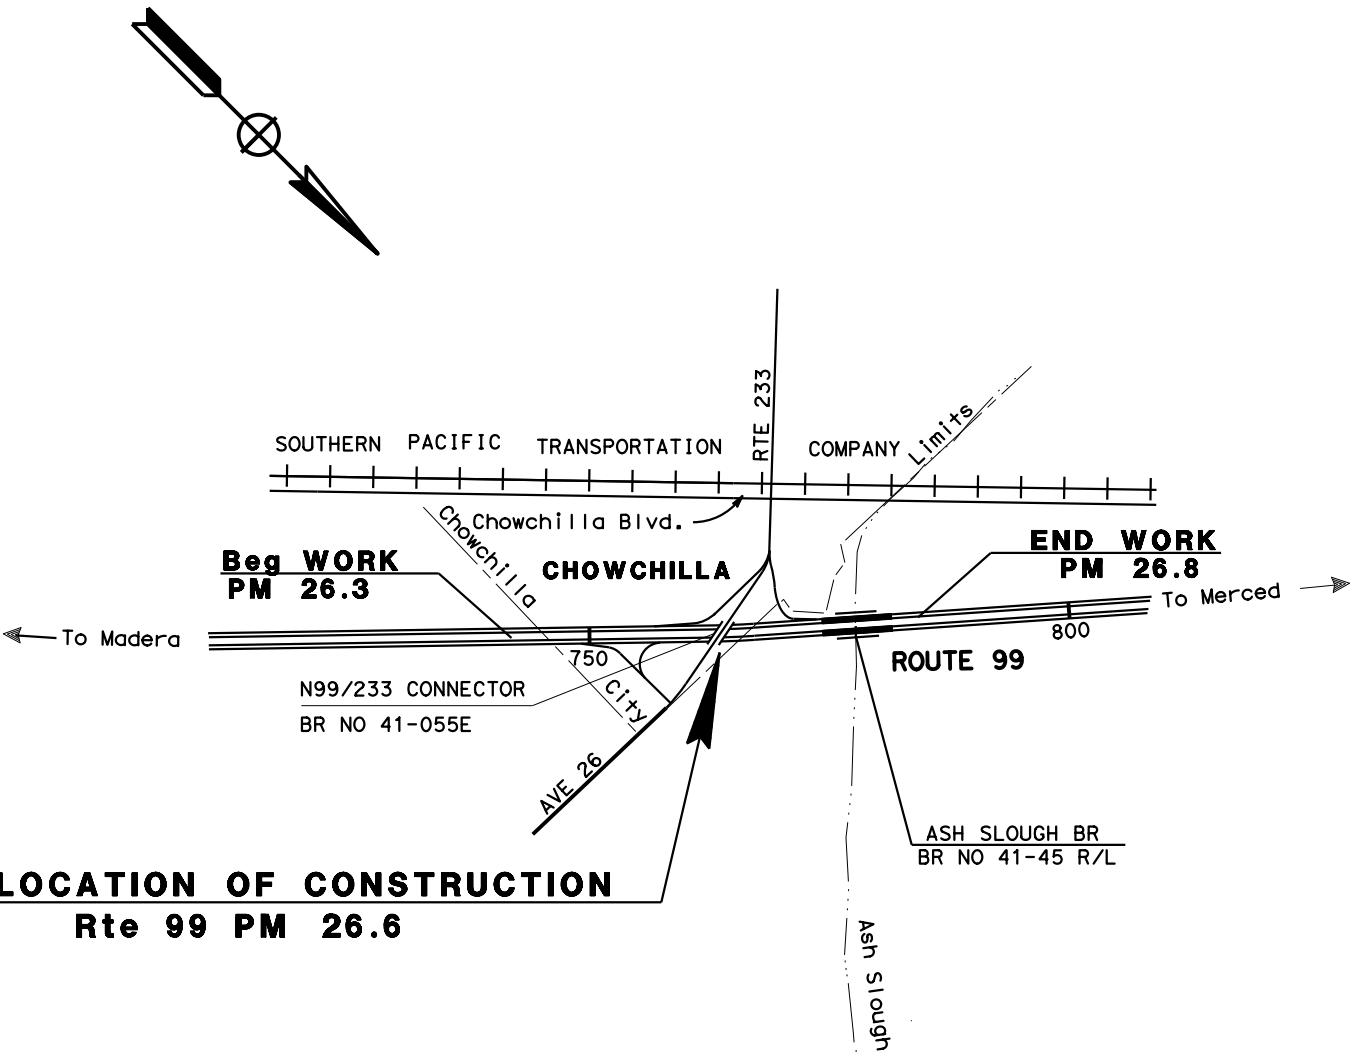 RTE 233
SOUTHERN PACIFIC TRANSPORTATION COMPANY
Limits
Chowchilla Blvd.
Chowchilla
City
Beg WORK
PM 26.3
CHOWCHILLA
END WORK
PM 26.8
To Merced
To Madera
750
800
ROUTE 99
N99/233 CONNECTOR
BR NO 41-055E
AVE 26
ASH SLOUGH BR
BR NO 41-45 R/L
LOCATION OF CONSTRUCTION
Rte 99 PM 26.6
Ash Slough